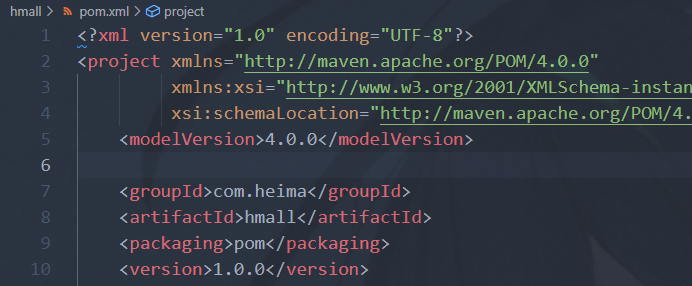 hmall > pom.xml > project
1 <?xml version="1.0" encoding="UTF-8"?>
2 <project xmlns="http://maven.apache.org/POM/4.0.0"
3 xmlns:xsi="http://www.w3.org/2001/XMLSchema-instan
4 xsi:schemaLocation="http://maven.apache.org/POM/4.
5 <modelVersion>4.0.0</modelVersion>
6
7 <groupId>com.heima</groupId>
8 <artifactId>hmall</artifactId>
9 <packaging>pom</packaging>
10 <version>1.0.0</version>